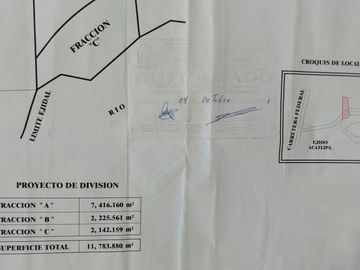 FRACCION
"C"
CROQUIS DE LOCAL
04 Octubre
RIO
LIMITE EJIDAL
CARRETERA FEDERAL
EJIDO
ACATLIPA
PROYECTO DE DIVISION
FRACCION "A" 7,416.160 m²
FRACCION "B" 2,225.561 m²
FRACCION "C" 2,142.159 m²
SUPERFICIE TOTAL 11,783.880 m²